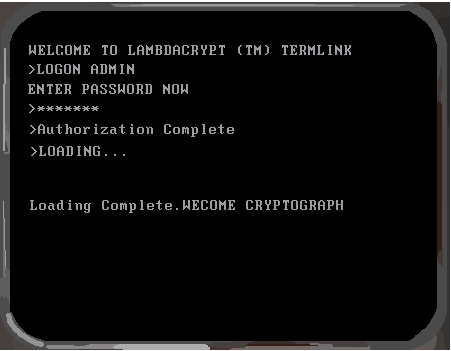 WELCOME TO LAMBDACRYPT (TM) TERMLINK
>LOGON ADMIN
ENTER PASSWORD NOW
>*******
>Authorization Complete
>LOADING...
Loading Complete.WECOME CRYPTOGRAPH